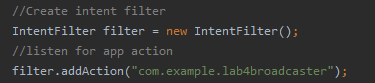 //Create intent filter
IntentFilter filter = new IntentFilter();
//listen for app action
filter.addAction("com.example.lab4broadcaster");